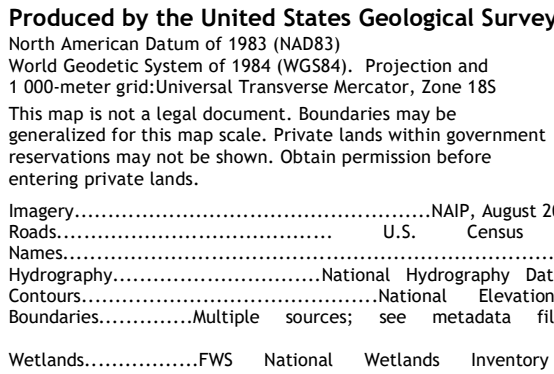 Produced by the United States Geological Survey
North American Datum of 1983 (NAD83)
World Geodetic System of 1984 (WGS84). Projection and
1 000-meter grid:Universal Transverse Mercator, Zone 18S
This map is not a legal document. Boundaries may be
generalized for this map scale. Private lands within government
reservations may not be shown. Obtain permission before
entering private lands.
Imagery.....................................................NAIP, August
Roads......................................... U.S. Census
Names.........................................................................
Hydrography...............................National Hydrography
Contours............................................National Elevation
Boundaries..............Multiple sources; see metadata
Wetlands.................FWS National Wetlands Inventory